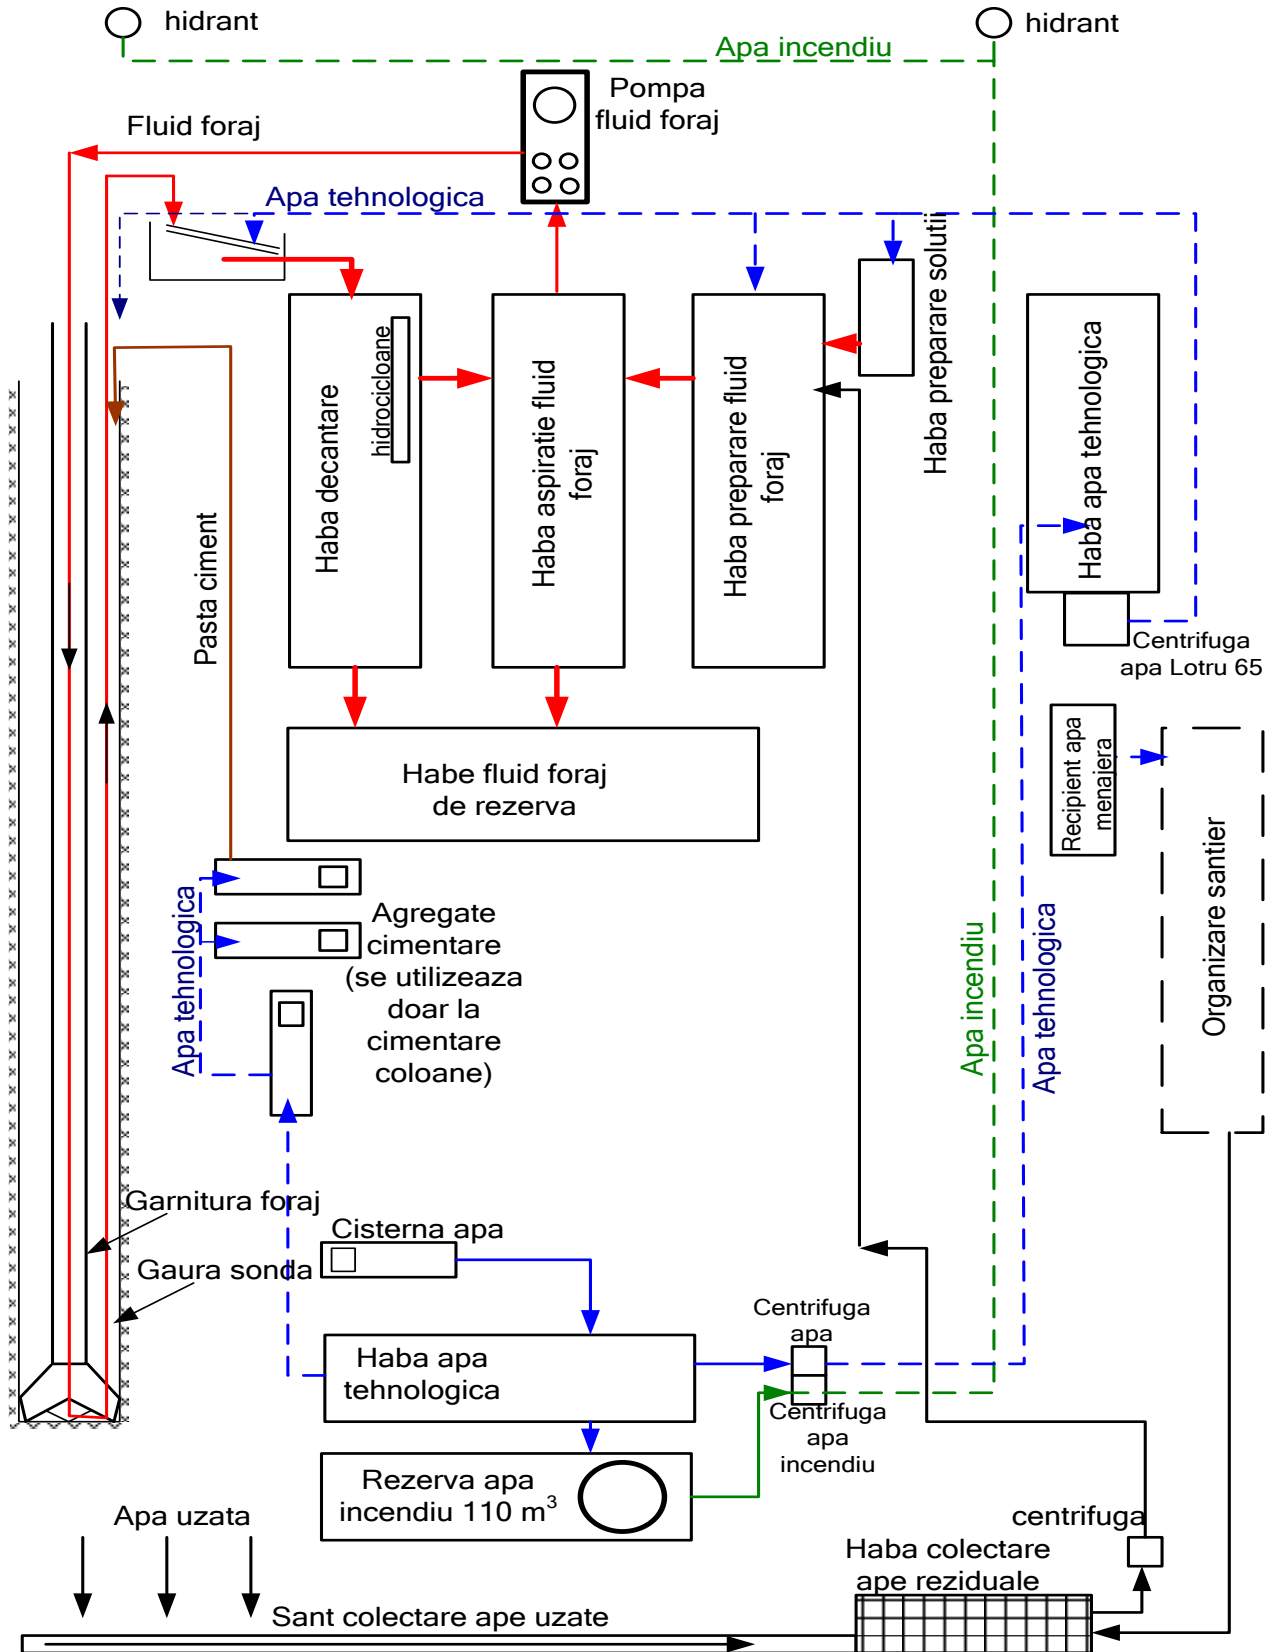 hidrant
hidrant
Apa incendiu
Pompa
fluid foraj
Fluid foraj
Apa tehnologica
Haba preparare solutii
Haba decantare
hidrocicloane
Haba aspiratie fluid
foraj
Haba preparare fluid
foraj
Haba apa tehnologica
Pasta ciment
Centrifuga
apa Lotru 65
Habe fluid foraj
de rezerva
Recipient apa
menajera
Organizare santier
Apa tehnologica
Agregate
cimentare
(se utilizeaza
doar la
cimentare
coloane)
Apa incendiu
Apa tehnologica
Garnitura foraj
Cisterna apa
Gaura sonda
Centrifuga
apa
Haba apa
tehnologica
Centrifuga
apa
incendiu
Rezerva apa
incendiu 110 m³
Apa uzata
centrifuga
Haba colectare
ape reziduale
Sant colectare ape uzate